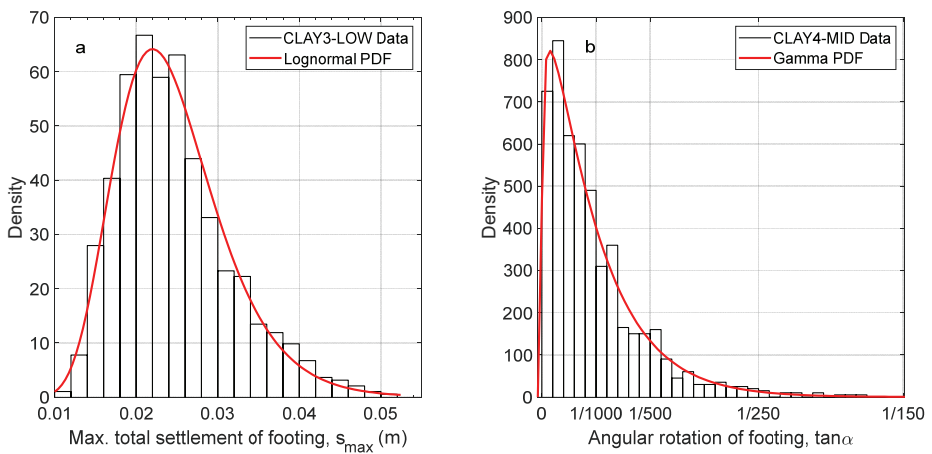 a
CLAY3-LOW Data
Lognormal PDF
70
60
50
40
30
20
10
0
Density
0.01 0.02 0.03 0.04 0.05
Max. total settlement of footing, smax (m)
b
CLAY4-MID Data
Gamma PDF
900
800
700
600
500
400
300
200
100
0
Density
0 1/1000 1/500 1/250 1/150
Angular rotation of footing, tanα